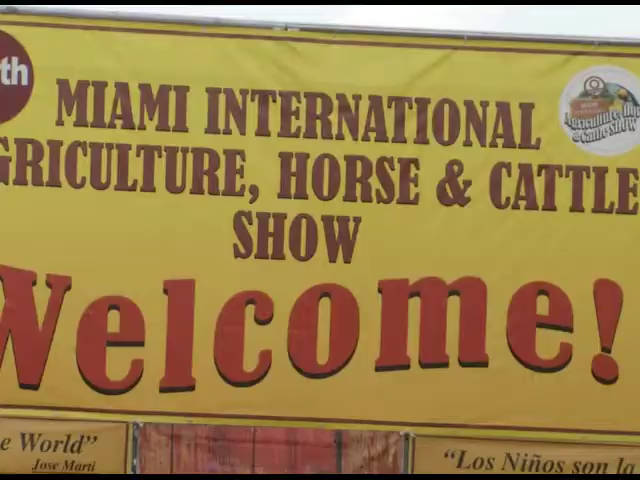 th
MIAMI INTERNATIONAL
GRICULTURE, HORSE & CATTLE
SHOW
Welcome!
e World”
Jose Marti
“Los Niños son la